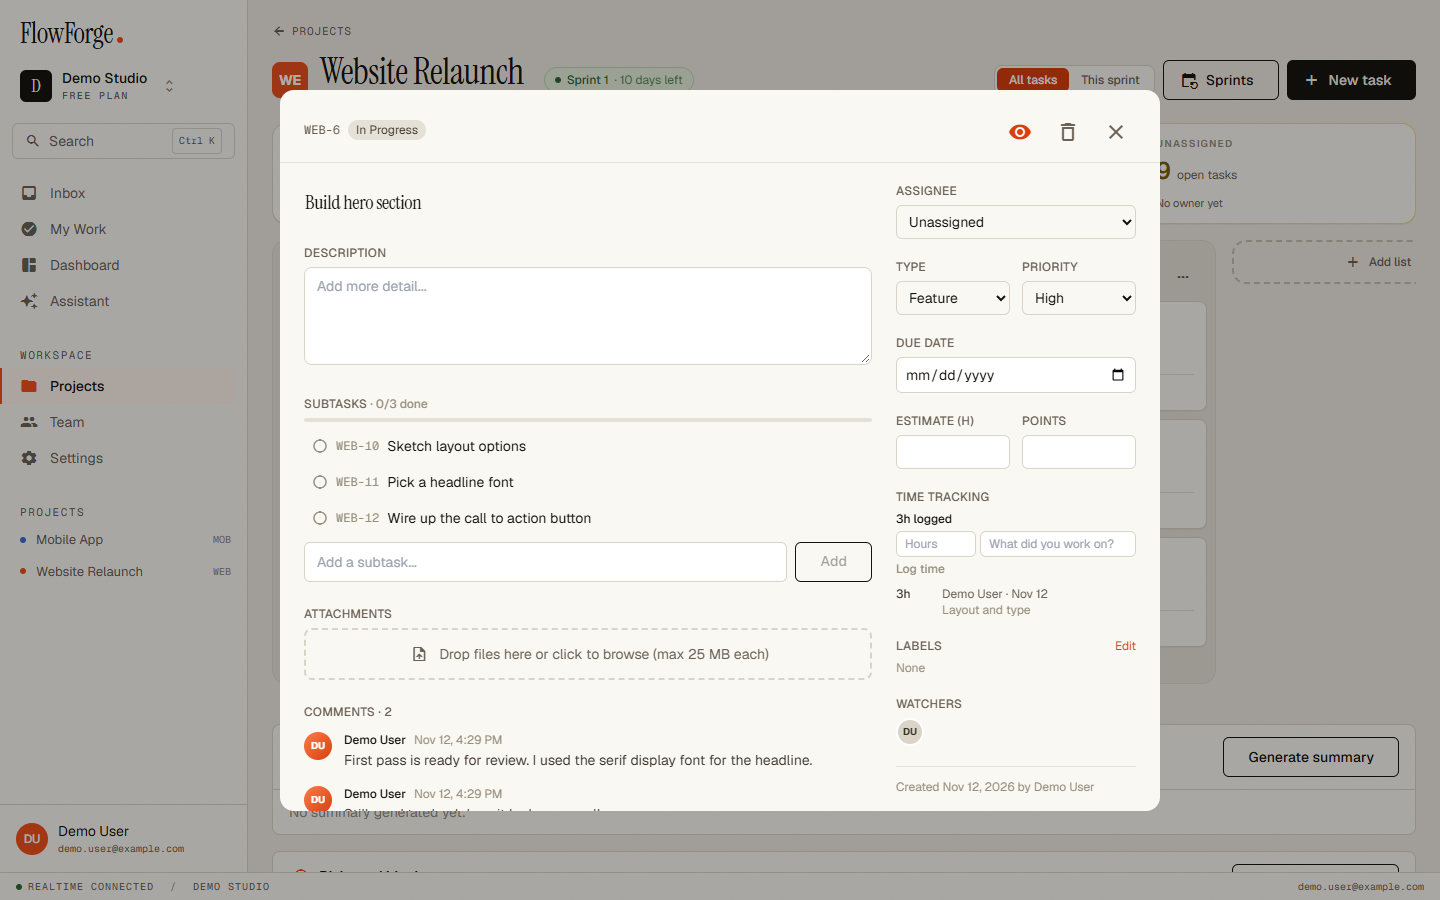 FlowForge.
D
Demo Studio
FREE PLAN
Search
Ctrl K
Inbox
My Work
Dashboard
Assistant
WORKSPACE
Projects
Team
Settings
PROJECTS
Mobile App
MOB
Website Relaunch
WEB
DU
Demo User
demo.user@example.com
REALTIME CONNECTED / DEMO STUDIO
demo.user@example.com
PROJECTS
WE
Website Relaunch
Sprint 1 · 10 days left
All tasks
This sprint
Sprints
New task
UNASSIGNED
9 open tasks
No owner yet
...
Add list
Generate summary
No summary generated yet.
WEB-6
In Progress
Build hero section
DESCRIPTION
Add more detail...
SUBTASKS · 0/3 done
WEB-10 Sketch layout options
WEB-11 Pick a headline font
WEB-12 Wire up the call to action button
Add a subtask...
Add
ATTACHMENTS
Drop files here or click to browse (max 25 MB each)
COMMENTS · 2
DU
Demo User Nov 12, 4:29 PM
First pass is ready for review. I used the serif display font for the headline.
DU
Demo User Nov 12, 4:29 PM
ASSIGNEE
Unassigned
TYPE
PRIORITY
Feature
High
DUE DATE
mm/dd/yyyy
ESTIMATE (H)
POINTS
TIME TRACKING
3h logged
Hours
What did you work on?
Log time
3h
Demo User · Nov 12
Layout and type
LABELS
Edit
None
WATCHERS
DU
Created Nov 12, 2026 by Demo User